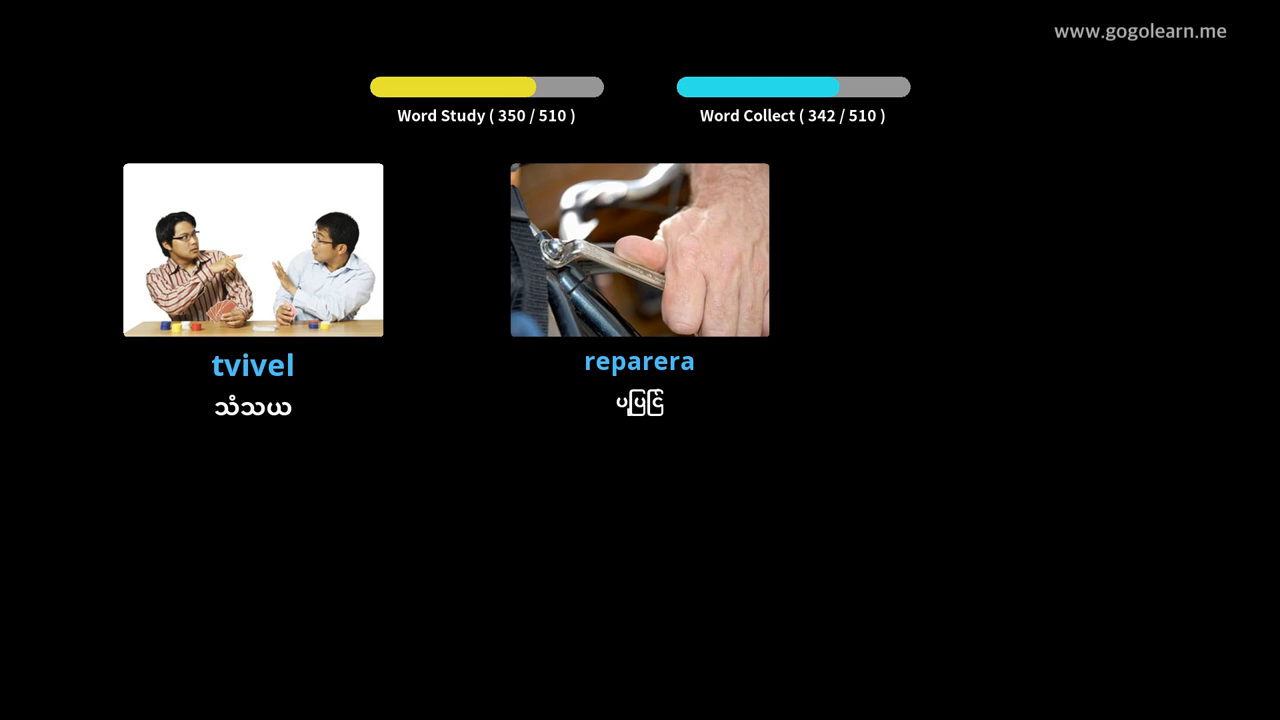 www.gogolearn.me
Word Study ( 350 / 510 )
Word Collect ( 342 / 510 )
tvivel
reparera
သံသယ
ပြုပြင်